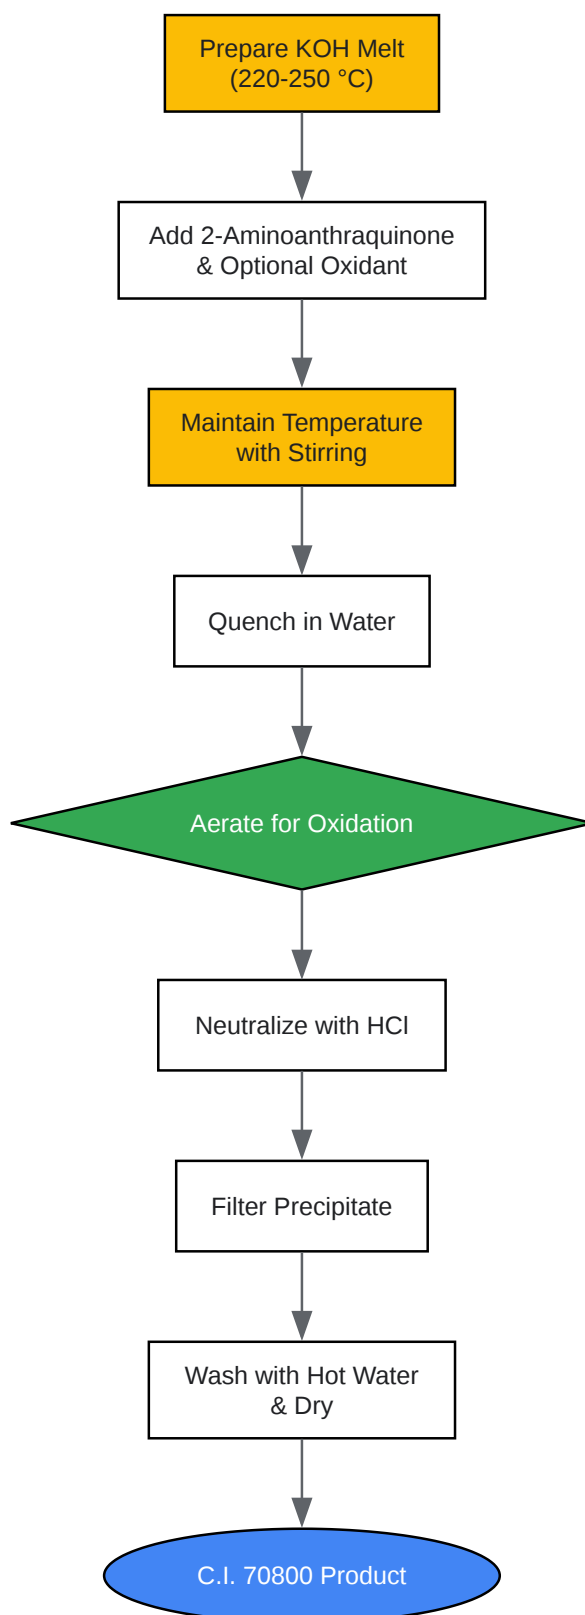 Prepare KOH Melt
(220-250 °C)
Add 2-Aminoanthraquinone
& Optional Oxidant
Maintain Temperature
with Stirring
Quench in Water
Aerate for Oxidation
Neutralize with HCl
Filter Precipitate
Wash with Hot Water
& Dry
C.I. 70800 Product